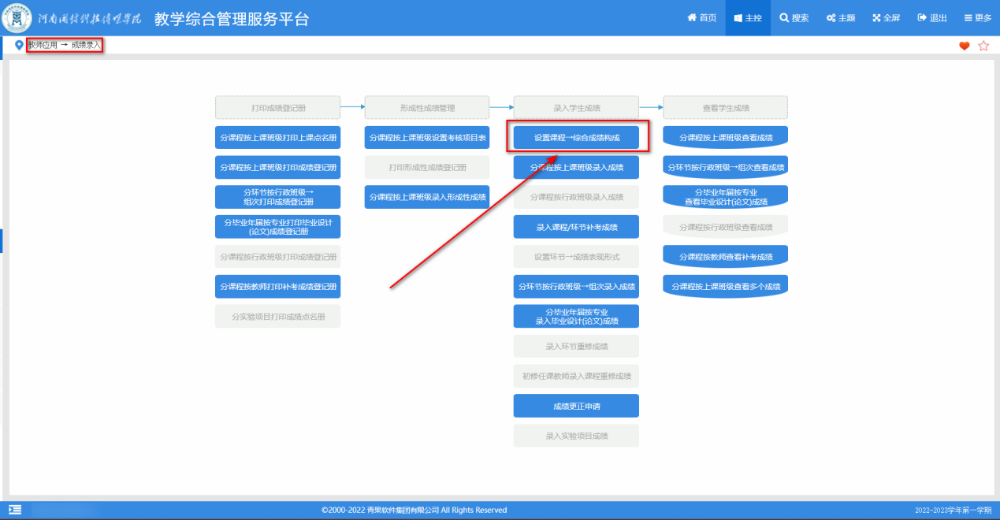 教学综合管理服务平台
首页
主控
搜索
主题
全屏
退出
更多
教师应用 → 成绩录入
打印成绩登记册
形成性成绩管理
录入学生成绩
查看学生成绩
分课程按上课班级打印上课点名册
分课程按上课班级设置考核项目表
设置课程→综合成绩构成
分课程按上课班级查看成绩
分课程按上课班级打印成绩登记册
打印形成性成绩登记册
分课程按上课班级录入成绩
分环节按行政班级→组次查看成绩
分环节按行政班级→
组次打印成绩登记册
分课程按上课班级录入形成性成绩
分课程按行政班级录入成绩
分毕业年届按专业
查看毕业设计(论文)成绩
分毕业年届按专业打印毕业设计
(论文)成绩登记册
录入课程/环节补考成绩
分课程按行政班级查看成绩
分课程按行政班级打印成绩登记册
设置环节→成绩表现形式
分课程按教师查看补考成绩
分课程按教师打印补考成绩登记册
分环节按行政班级→组次录入成绩
分课程按上课班级查看多个成绩
分实验项目打印成绩点名册
分毕业年届按专业
录入毕业设计(论文)成绩
录入环节重修成绩
初修任课教师录入课程重修成绩
成绩更正申请
录入实验项目成绩
©2000-2022 青果软件集团有限公司 All Rights Reserved
2022-2023学年第一学期